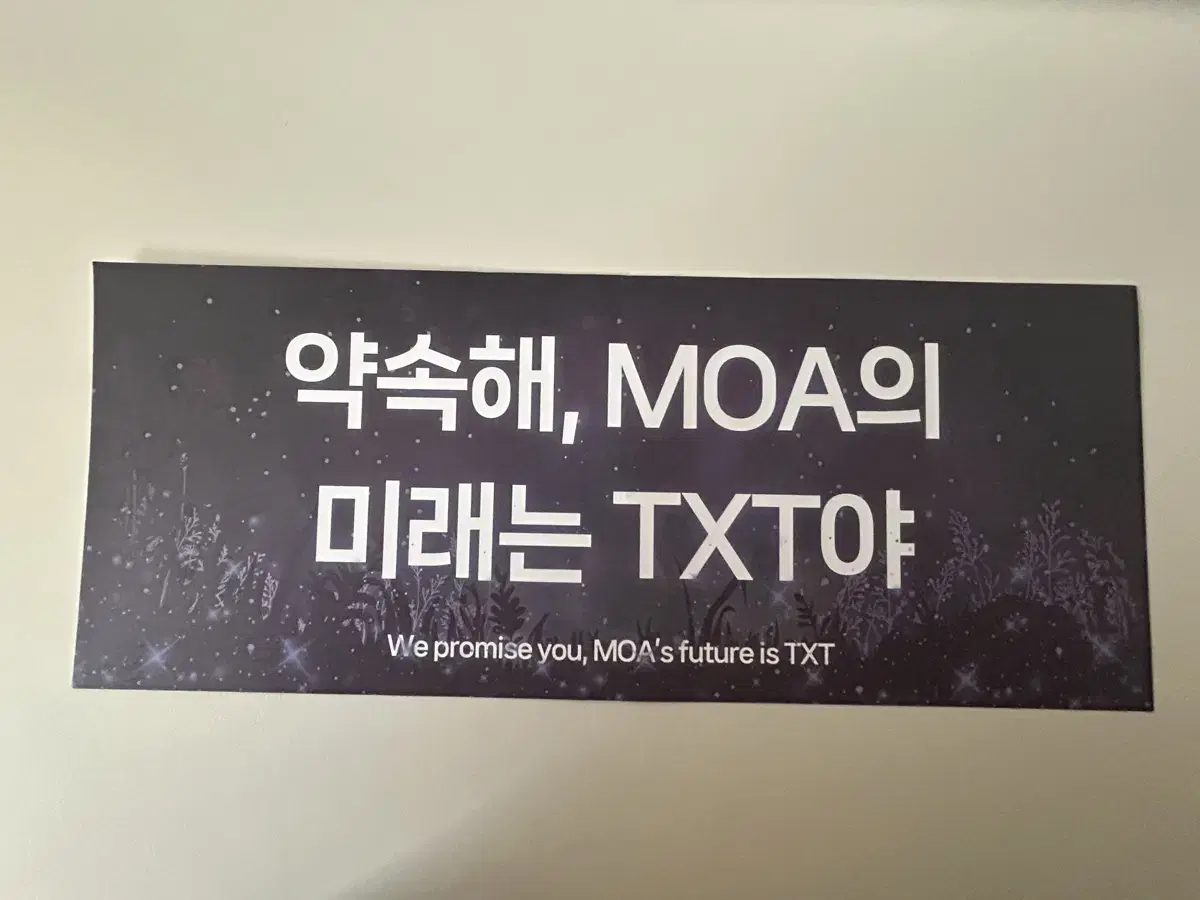 약속해, MOA의
미래는 TXT야
We promise you, MOA's future is TXT